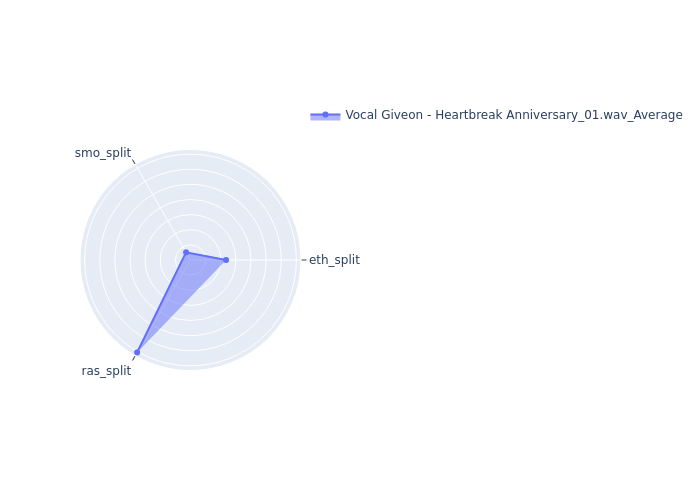 Vocal Giveon - Heartbreak Anniversary_01.wav_Average
smo_split
eth_split
ras_split